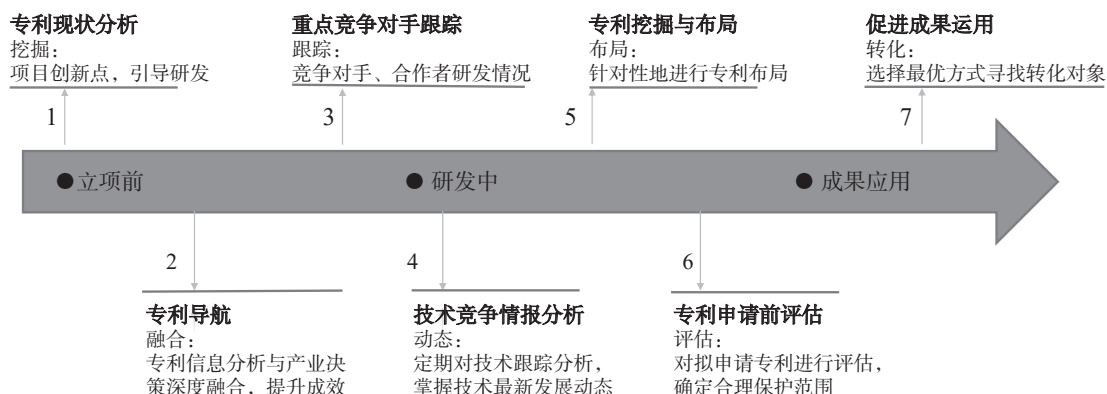 专利现状分析
挖掘：
项目创新点，引导研发
重点竞争对手跟踪
跟踪：
竞争对手、合作者研发情况
专利挖掘与布局
布局：
针对性地进行专利布局
促进成果运用
转化：
选择最优方式寻找转化对象
1
3
5
7
●立项前
● 研发中
● 成果应用
2
4
6
专利导航
融合：
专利信息分析与产业决
策深度融合，提升成效
技术竞争情报分析
动态：
定期对技术跟踪分析，
掌握技术最新发展动态
专利申请前评估
评估：
对拟申请专利进行评估，
确定合理保护范围